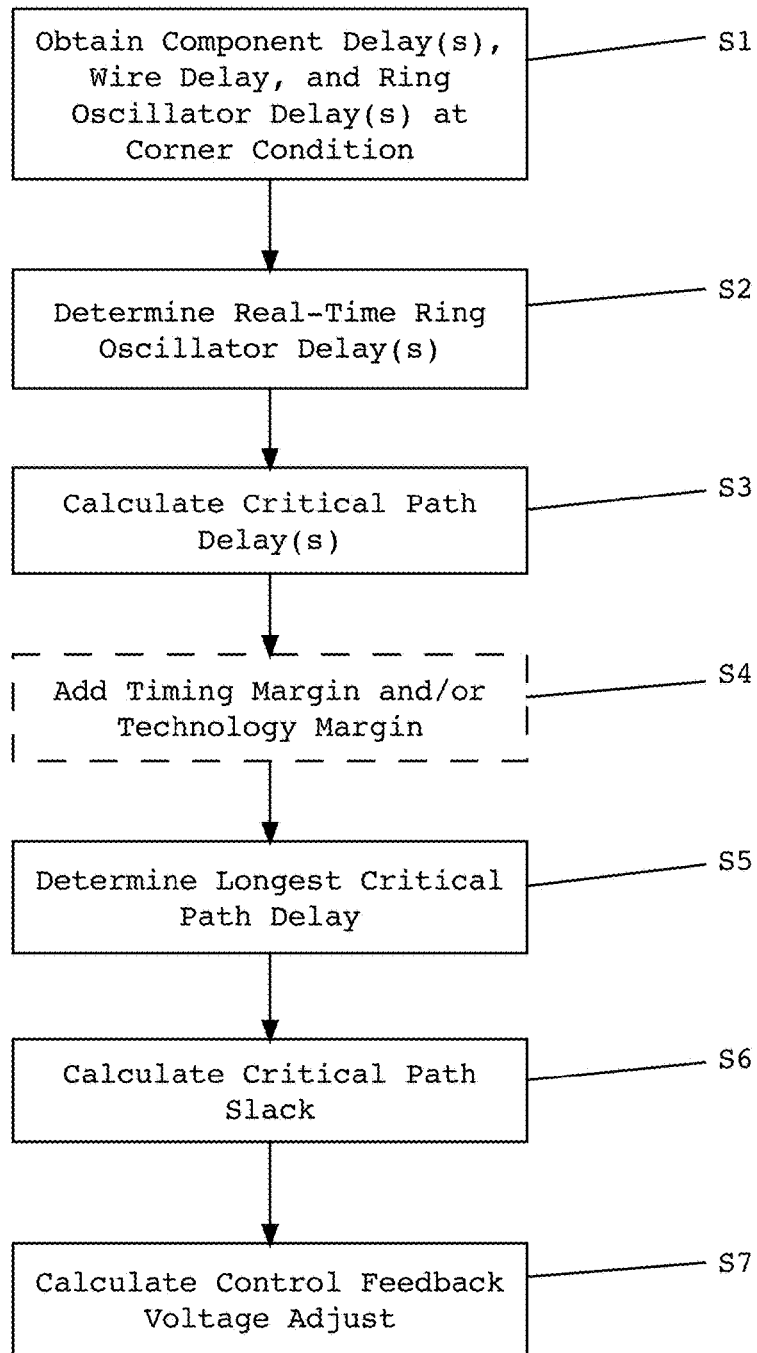 Obtain Component Delay(s),
Wire Delay, and Ring
Oscillator Delay(s) at
Corner Condition
S1
Determine Real-Time Ring
Oscillator Delay(s)
S2
Calculate Critical Path
Delay(s)
S3
Add Timing Margin and/or
Technology Margin
S4
Determine Longest Critical
Path Delay
S5
Calculate Critical Path
Slack
S6
Calculate Control Feedback
Voltage Adjust
S7